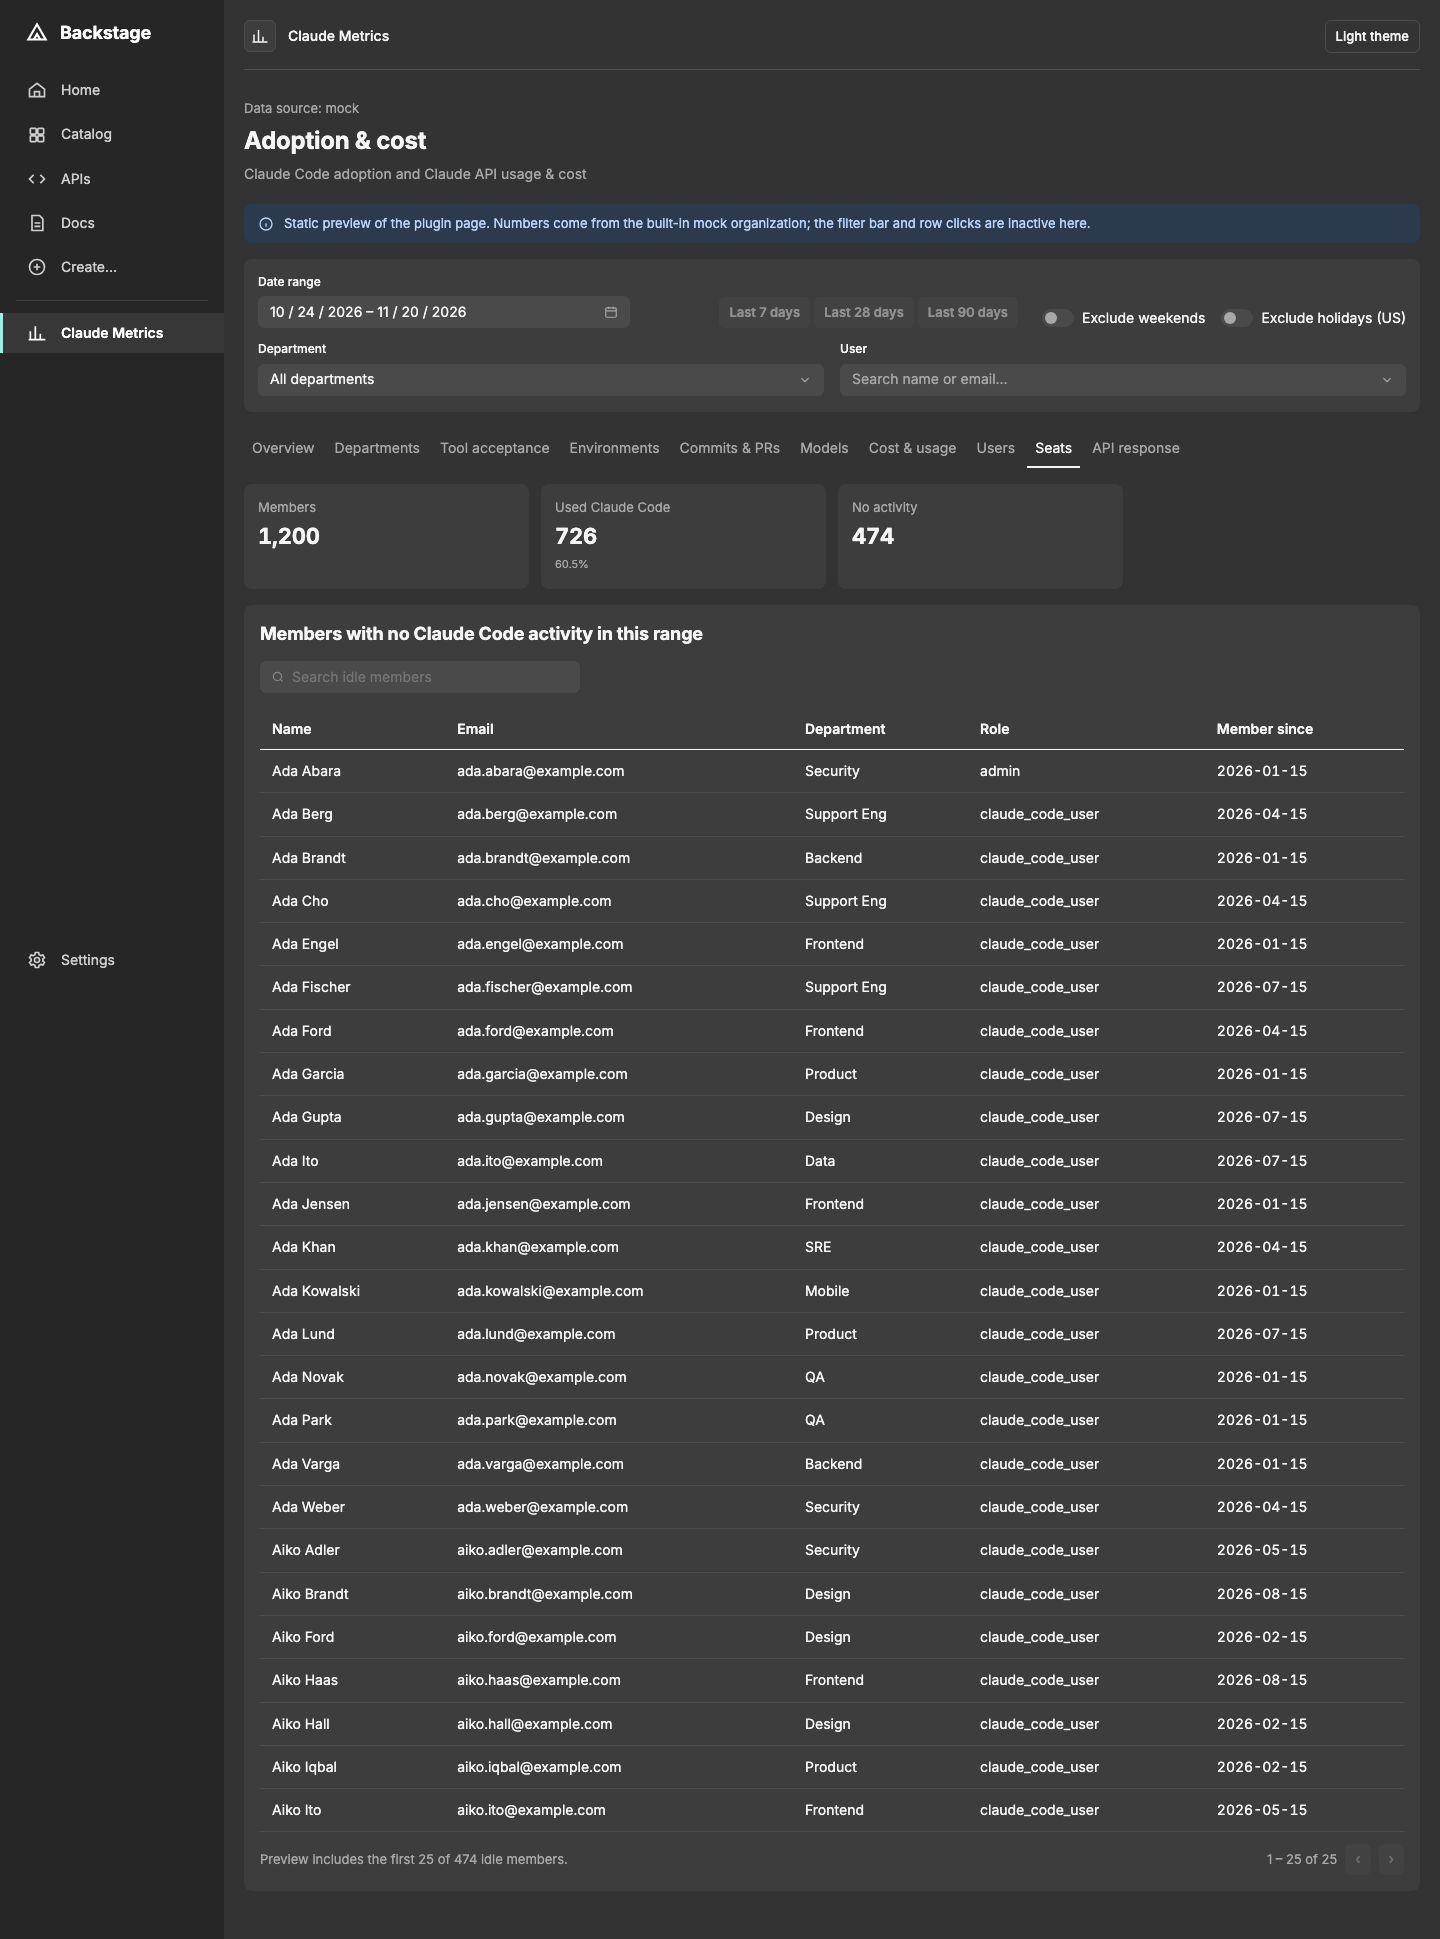 Backstage
Home
Catalog
APIs
Docs
Create...
Claude Metrics
Settings
Claude Metrics
Light theme
Data source: mock
Adoption & cost
Claude Code adoption and Claude API usage & cost
Static preview of the plugin page. Numbers come from the built-in mock organization; the filter bar and row clicks are inactive here.
Date range
10 / 24 / 2026 – 11 / 20 / 2026
Last 7 days Last 28 days Last 90 days
Exclude weekends Exclude holidays (US)
Department
All departments
User
Search name or email...
Overview Departments Tool acceptance Environments Commits & PRs Models Cost & usage Users Seats API response
Members
1,200
Used Claude Code
726
60.5%
No activity
474
Members with no Claude Code activity in this range
Search idle members
Name Email Department Role Member since
Ada Abara ada.abara@example.com Security admin 2026-01-15
Ada Berg ada.berg@example.com Support Eng claude_code_user 2026-04-15
Ada Brandt ada.brandt@example.com Backend claude_code_user 2026-01-15
Ada Cho ada.cho@example.com Support Eng claude_code_user 2026-04-15
Ada Engel ada.engel@example.com Frontend claude_code_user 2026-01-15
Ada Fischer ada.fischer@example.com Support Eng claude_code_user 2026-07-15
Ada Ford ada.ford@example.com Frontend claude_code_user 2026-04-15
Ada Garcia ada.garcia@example.com Product claude_code_user 2026-01-15
Ada Gupta ada.gupta@example.com Design claude_code_user 2026-07-15
Ada Ito ada.ito@example.com Data claude_code_user 2026-07-15
Ada Jensen ada.jensen@example.com Frontend claude_code_user 2026-01-15
Ada Khan ada.khan@example.com SRE claude_code_user 2026-04-15
Ada Kowalski ada.kowalski@example.com Mobile claude_code_user 2026-01-15
Ada Lund ada.lund@example.com Product claude_code_user 2026-07-15
Ada Novak ada.novak@example.com QA claude_code_user 2026-01-15
Ada Park ada.park@example.com QA claude_code_user 2026-01-15
Ada Varga ada.varga@example.com Backend claude_code_user 2026-01-15
Ada Weber ada.weber@example.com Security claude_code_user 2026-04-15
Aiko Adler aiko.adler@example.com Security claude_code_user 2026-05-15
Aiko Brandt aiko.brandt@example.com Design claude_code_user 2026-08-15
Aiko Ford aiko.ford@example.com Design claude_code_user 2026-02-15
Aiko Haas aiko.haas@example.com Frontend claude_code_user 2026-08-15
Aiko Hall aiko.hall@example.com Design claude_code_user 2026-02-15
Aiko Iqbal aiko.iqbal@example.com Product claude_code_user 2026-02-15
Aiko Ito aiko.ito@example.com Frontend claude_code_user 2026-05-15
Preview includes the first 25 of 474 idle members.
1 – 25 of 25